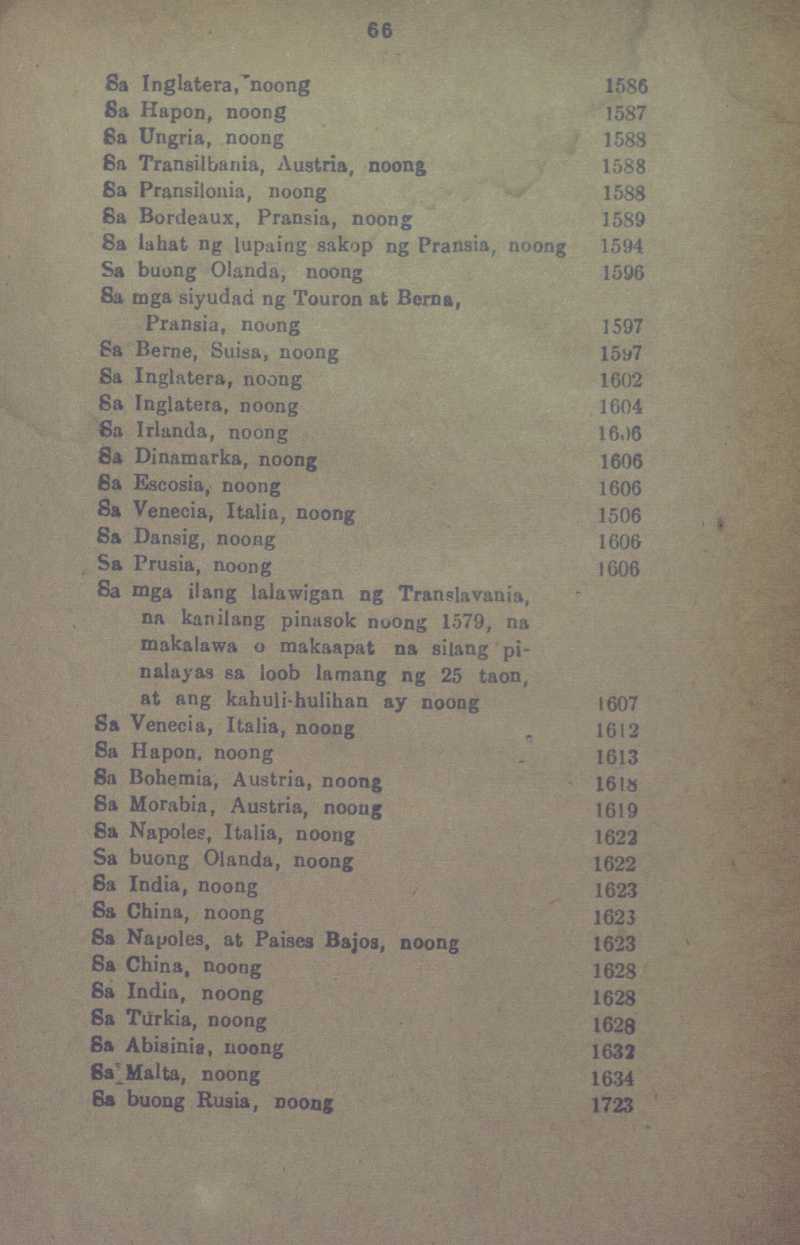 66
Sa Inglatera, noong 1586
Sa Hapon, noong 1587
Sa Ungria, noong 1588
Sa Transilbania, Austria, noong 1588
Sa Pransilonia, noong 1588
Sa Bordeaux, Pransia, noong 1589
Sa lahat ng lupaing sakop ng Pransia, noong 1594
Sa buong Olanda, noong 1596
Sa mga siyudad ng Touron at Berna,
Pransia, noong 1597
Sa Berne, Suisa, noong 1597
Sa Inglatera, noong 1602
Sa Inglatera, noong 1604
Sa Irlanda, noong 1606
Sa Dinamarka, noong 1606
Sa Escosia, noong 1606
Sa Venecia, Italia, noong 1506
Sa Dansig, noong 1606
Sa Prusia, noong 1606
Sa mga ilang lalawigan ng Translavania,
na kanilang pinasok noong 1579, na
makalawa o makaapat na silang pi-
nalayas sa loob lamang ng 25 taon,
at ang kahuli-hulihan ay noong 1607
Sa Venecia, Italia, noong 1612
Sa Hapon, noong 1613
Sa Bohemia, Austria, noong 1618
Sa Morabia, Austria, noong 1619
Sa Napoles, Italia, noong 1622
Sa buong Olanda, noong 1622
Sa India, noong 1623
Sa China, noong 1623
Sa Napoles, at Paises Bajos, noong 1623
Sa China, noong 1628
Sa India, noong 1628
Sa Turkia, noong 1628
Sa Abisinia, noong 1632
Sa Malta, noong 1634
Sa buong Rusia, noong 1723